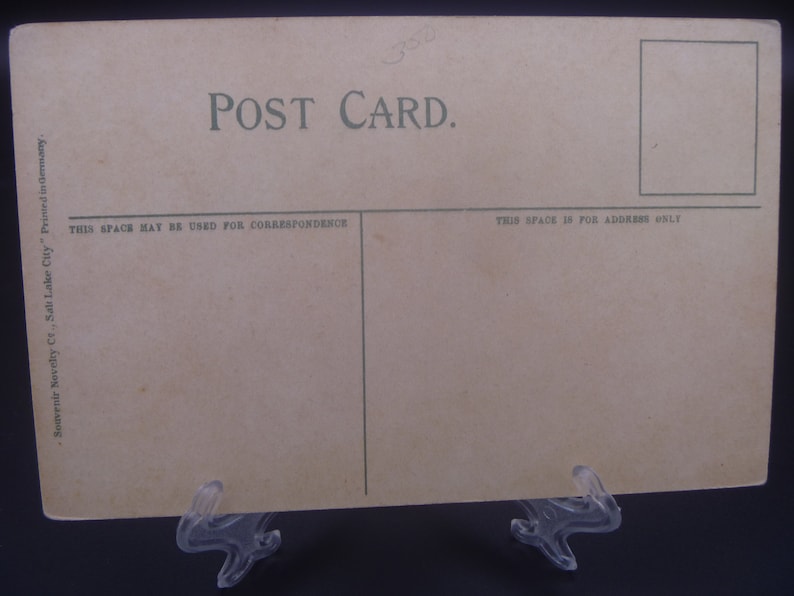 300
POST CARD.
THIS SPACE MAY BE USED FOR CORRESPONDENCE
THIS SPACE IS FOR ADDRESS ONLY
„Souvenir Novelty Co., Salt Lake City“ Printed in Germany.